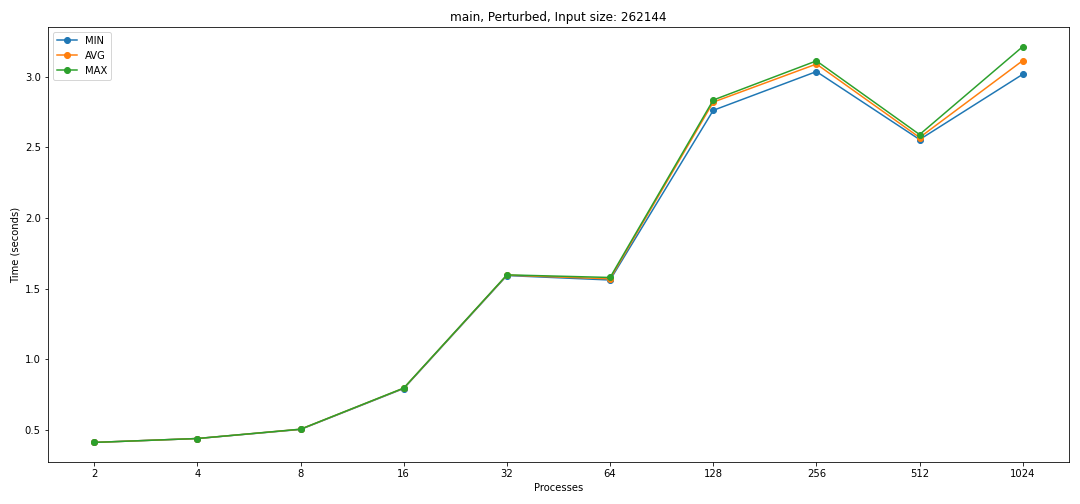 main, Perturbed, Input size: 262144
MIN
AVG
MAX
3.0
2.5
2.0
1.5
1.0
0.5
Time (seconds)
2 4 8 16 32 64 128 256 512 1024
Processes